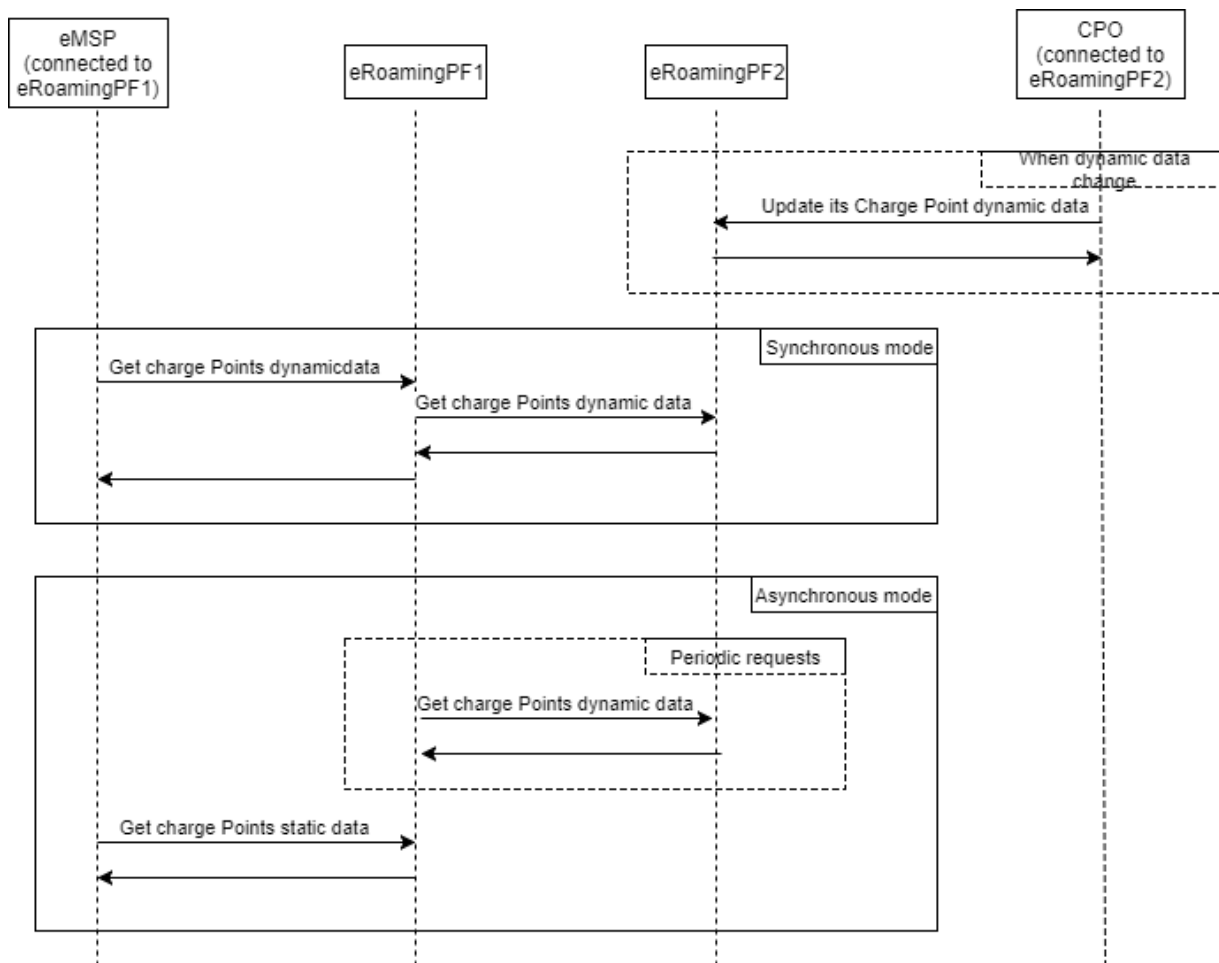 eMSP
(connected to
eRoamingPF1)
eRoamingPF1
eRoamingPF2
CPO
(connected to
eRoamingPF2)
When dynamic data
change
Update its Charge Point dynamic data
Synchronous mode
Get charge Points dynamicdata
Get charge Points dynamic data
Asynchronous mode
Periodic requests
Get charge Points dynamic data
Get charge Points static data